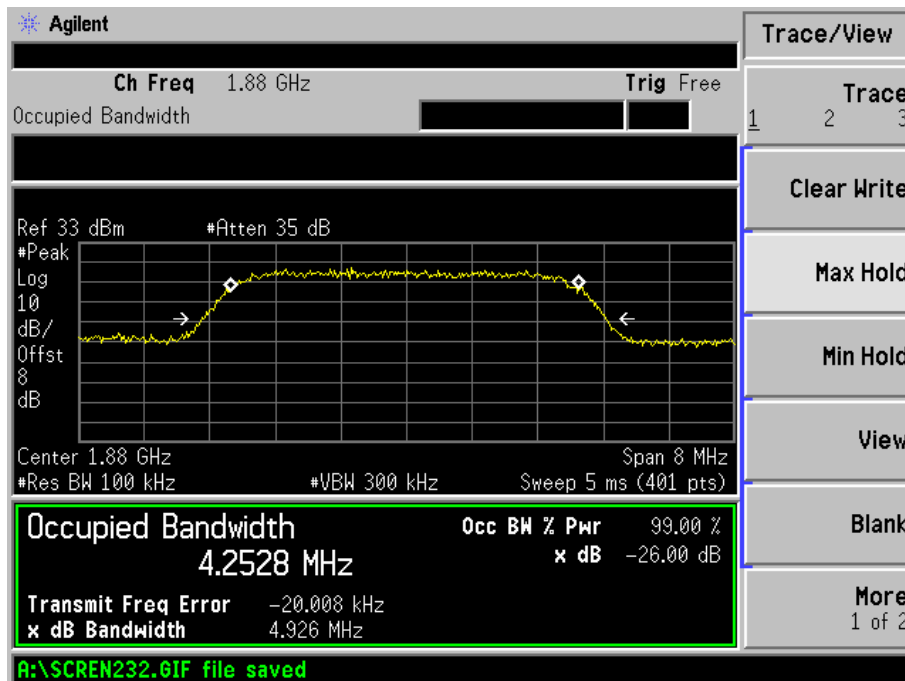 Agilent
Trace/View
Ch Freq 1.88 GHz Trig Free
Occupied Bandwidth
Trace
1 2 3
Clear Write
Max Hold
Min Hold
View
Blank
More
1 of 2
Ref 33 dBm #Atten 35 dB
#Peak
Log
10
dB/
Offst
8
dB
Center 1.88 GHz Span 8 MHz
#Res BW 100 kHz #VBW 300 kHz Sweep 5 ms (401 pts)
Occupied Bandwidth Occ BW % Pwr 99.00 %
4.2528 MHz x dB -26.00 dB
Transmit Freq Error -20.008 kHz
x dB Bandwidth 4.926 MHz
A:\SCREN232.GIF file saved